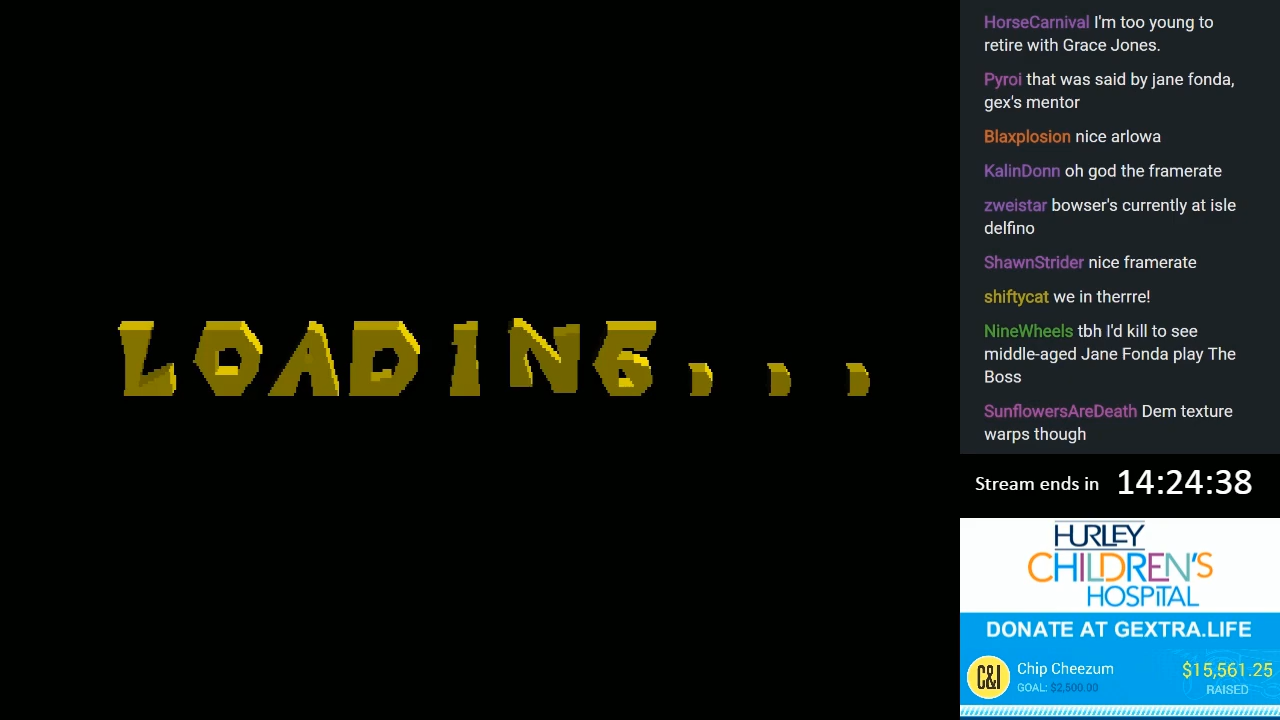 LOADING...
HorseCarnival I'm too young to
retire with Grace Jones.
Pyroi that was said by jane fonda,
gex's mentor
Blaxplosion nice arlowa
KalinDonn oh god the framerate
zweistar bowser's currently at isle
delfino
ShawnStrider nice framerate
shiftycat we in therrre!
NineWheels tbh I'd kill to see
middle-aged Jane Fonda play The
Boss
SunflowersAreDeath Dem texture
warps though
Stream ends in 14:24:38
HURLEY
CHILDREN'S
HOSPITAL
DONATE AT GEXTRA.LIFE
C&I
Chip Cheezum $15,561.25
GOAL: $2,500.00 RAISED